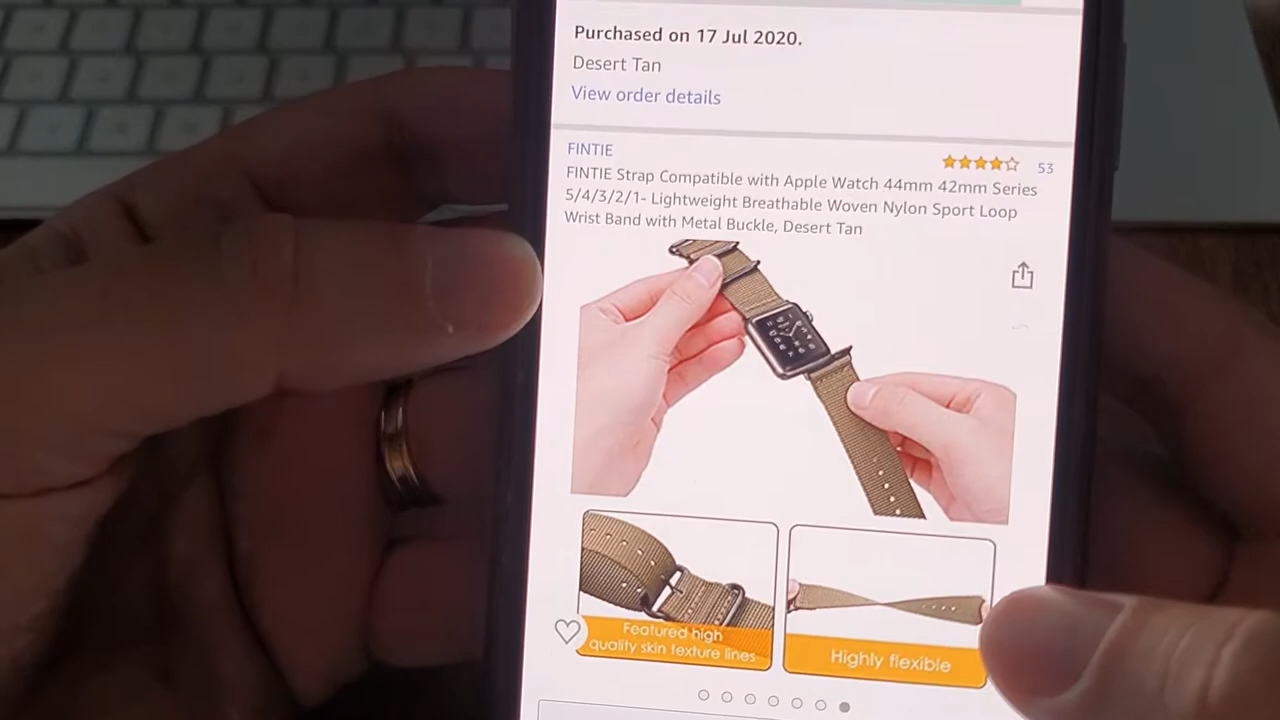 Purchased on 17 Jul 2020.
Desert Tan
View order details
FINTIE
53
FINTIE Strap Compatible with Apple Watch 44mm 42mm Series
5/4/3/2/1- Lightweight Breathable Woven Nylon Sport Loop
Wrist Band with Metal Buckle, Desert Tan
Featured high
quality skin texture lines
Highly flexible